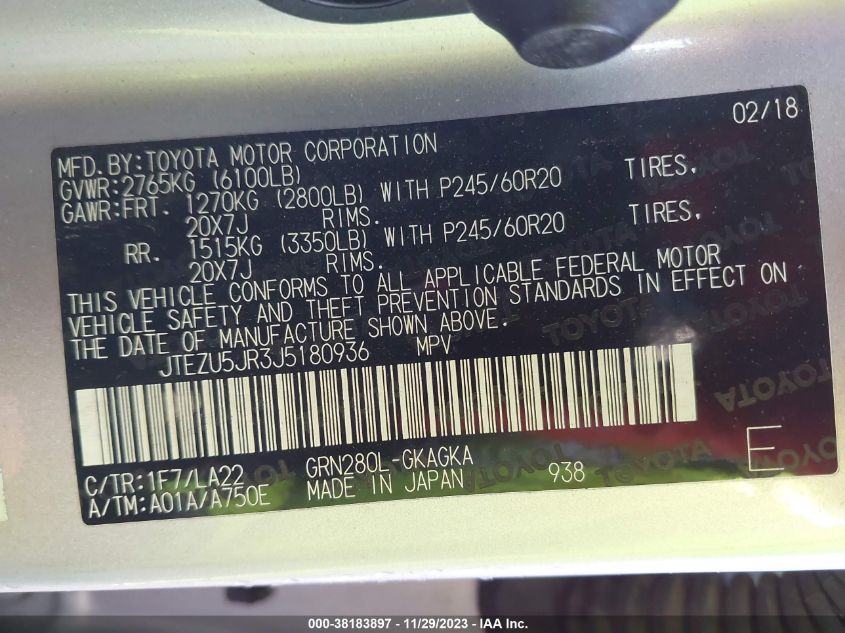 02/18
MFD.BY:TOYOTA MOTOR CORPORATION
GVWR:2765KG (6100LB)
GAWR:FRT. 1270KG (2800LB) WITH P245/60R20 TIRES,
20X7J RIMS.
RR. 1515KG (3350LB) WITH P245/60R20 TIRES,
20X7J RIMS.
THIS VEHICLE CONFORMS TO ALL APPLICABLE FEDERAL MOTOR
VEHICLE SAFETY AND THEFT PREVENTION STANDARDS IN EFFECT ON
THE DATE OF MANUFACTURE SHOWN ABOVE.
JTEZU5JR3J5180936 MPV
C/TR:1F7/LA22 GRN280L-GKAGKA
A/TM:A01A/A750E MADE IN JAPAN 938 E
TOYOTA TOYOTA
TOYOTA
000-38183897 - 11/29/2023 - IAA Inc.